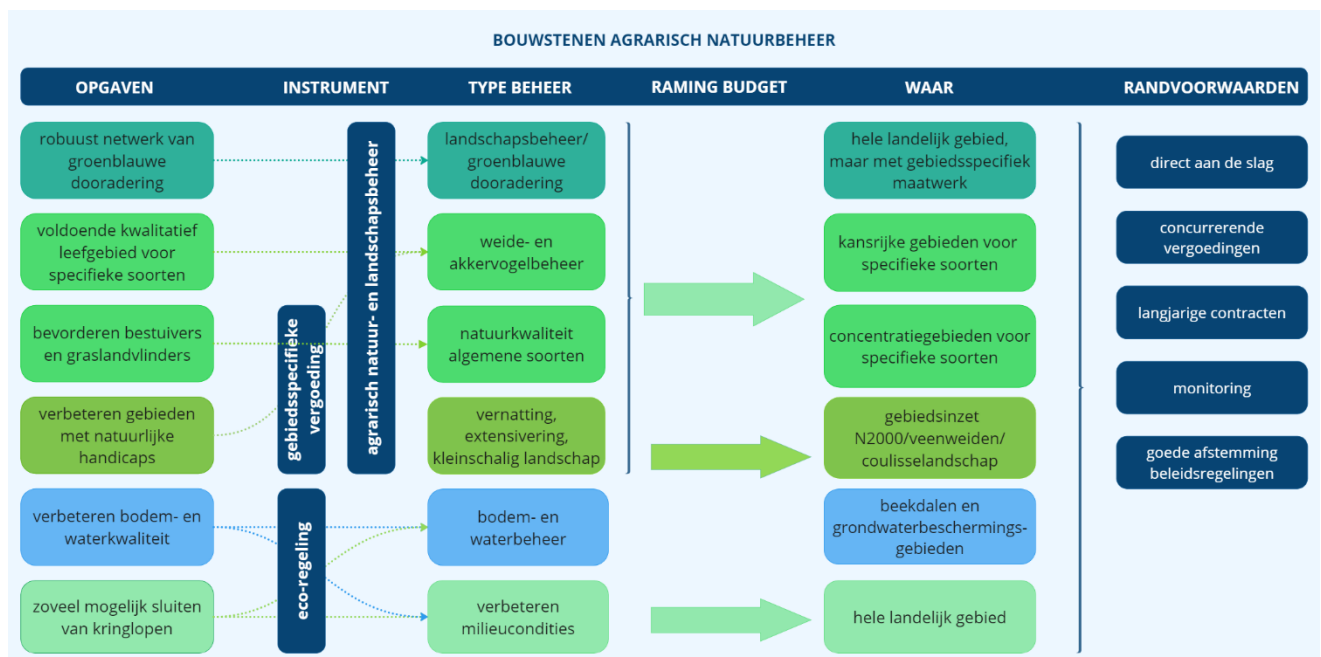 BOUWSTENEN AGRARISCH NATUURBEHEER
OPGAVEN
INSTRUMENT
TYPE BEHEER
RAMING BUDGET
WAAR
RANDVOORWAARDEN
robuust netwerk van
groenblauwe
dooradering
voldoende kwalitatief
leefgebied voor
specifieke soorten
bevorderen bestuivers
en graslandvlinders
verbeteren gebieden
met natuurlijke
handicaps
verbeteren bodem- en
waterkwaliteit
zoveel mogelijk sluiten
van kringlopen
gebiedsspecifieke
vergoeding
agrarisch natuur- en landschapsbeheer
eco-regeling
landschapsbeheer/
groenblauwe
dooradering
weide- en
akkervogelbeheer
natuurkwaliteit
algemene soorten
vernatting,
extensivering,
kleinschalig landschap
bodem- en
waterbeheer
verbeteren
milieucondities
hele landelijk gebied,
maar met gebiedsspecifiek
maatwerk
kansrijke gebieden voor
specifieke soorten
concentratiegebieden voor
specifieke soorten
gebiedsinzet
N2000/veenweiden/
coulisselandschap
beekdalen en
grondwaterbeschermings-
gebieden
hele landelijk gebied
direct aan de slag
concurrerende
vergoedingen
langjarige contracten
monitoring
goede afstemming
beleidsregelingen